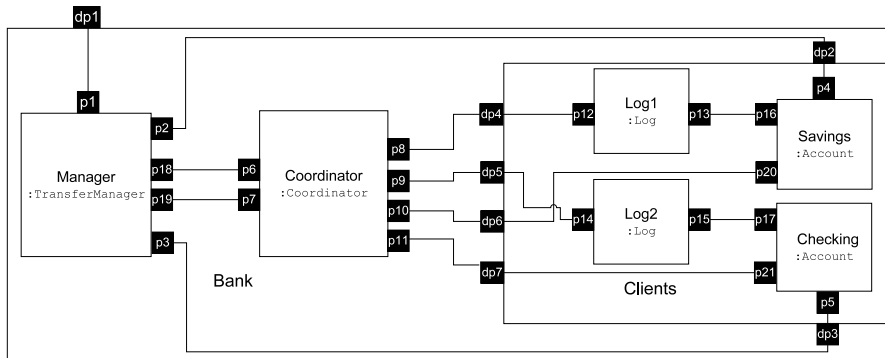 dp1
dp2
p1
p4
Manager
:TransferManager
p2
p18
p19
p3
p6
p7
Coordinator
:Coordinator
p8
p9
p10
p11
dp4
dp5
dp6
dp7
p12
Log1
:Log
p13
p16
Savings
:Account
p20
p14
Log2
:Log
p15
p17
Checking
:Account
p21
p5
dp3
Bank
Clients